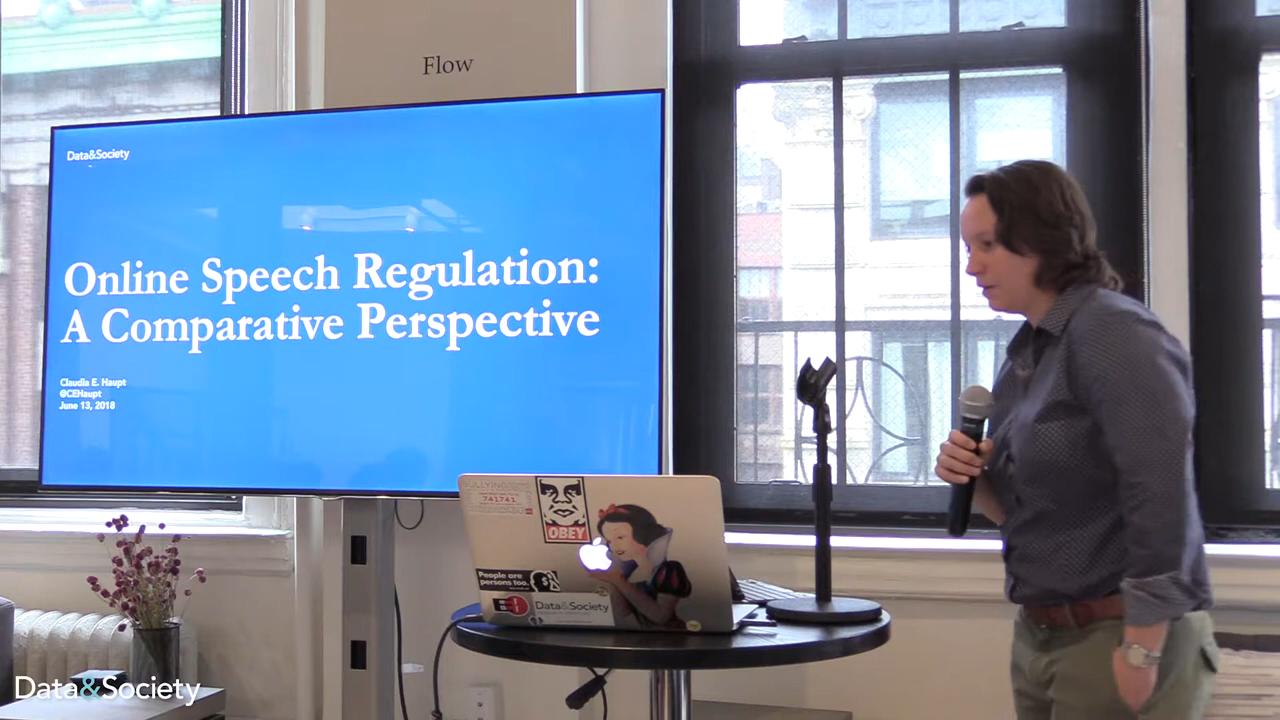 Flow
Data&Society
Online Speech Regulation:
A Comparative Perspective
Claudia E. Haupt
@CEHaupt
June 13, 2018
741741
OBEY
People are
persons too.
Data&Society
Data&Society